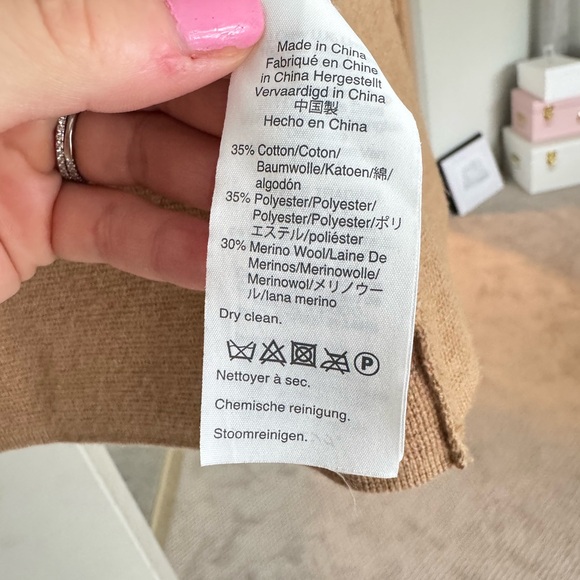 Made in China
Fabriqué en Chine
in China Hergestellt
Vervaardigd in China
中国製
Hecho en China
35% Cotton/Coton/
Baumwolle/Katoen/綿/
algodón
35% Polyester/Polyester/
Polyester/Polyester/ポリ
エステル/poliéster
30% Merino Wool/Laine De
Merinos/Merinowolle/
Merinowol/メリノウー
ル/lana merino
Dry clean.
P
Nettoyer à sec.
Chemische reinigung.
Stoomreinigen.